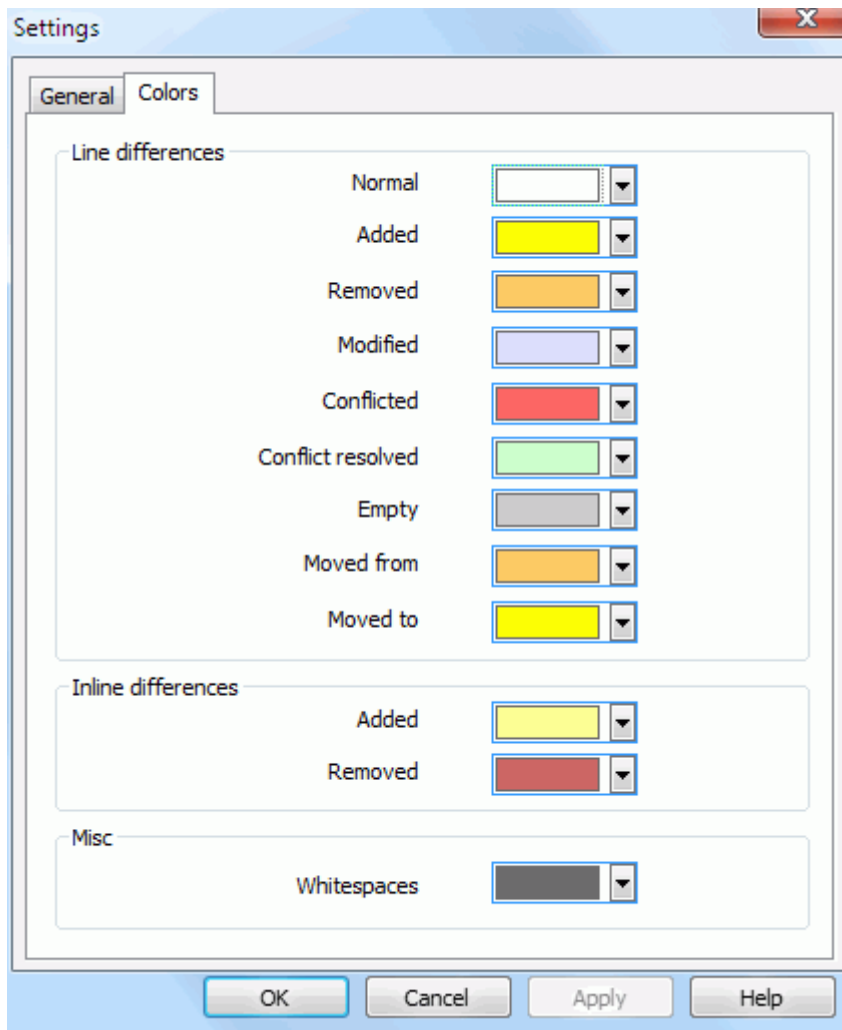 Settings
General
Colors
Line differences
Normal
Added
Removed
Modified
Conflicted
Conflict resolved
Empty
Moved from
Moved to
Inline differences
Added
Removed
Misc
Whitespaces
OK
Cancel
Apply
Help